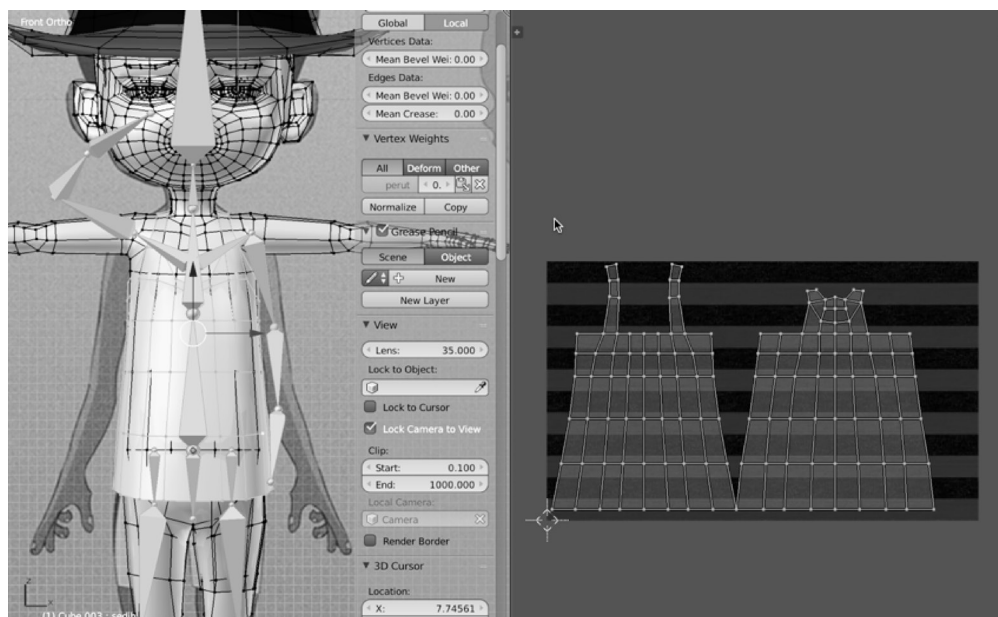 Front Ortho
Global Local
Vertices Data:
Mean Bevel Wei: 0.00
Edges Data:
Mean Bevel Wei: 0.00
Mean Crease: 0.00
Vertex Weights
All Deform Other
perut 0.
Normalize Copy
Grease Pencil
Scene Object
New
New Layer
View
Lens: 35.000
Lock to Object:
Lock to Cursor
Lock Camera to View
Clip:
Start: 0.100
End: 1000.000
Local Camera:
Camera
Render Border
3D Cursor
Location:
X: 7.74561
z
x
(1) Cube.003 :